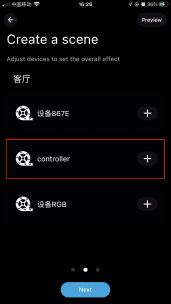 中国移动
16:26
36%
Preview
Create a scene
Adjust devices to set the overall effect
客厅
设备867E
controller
设备RGB
Next